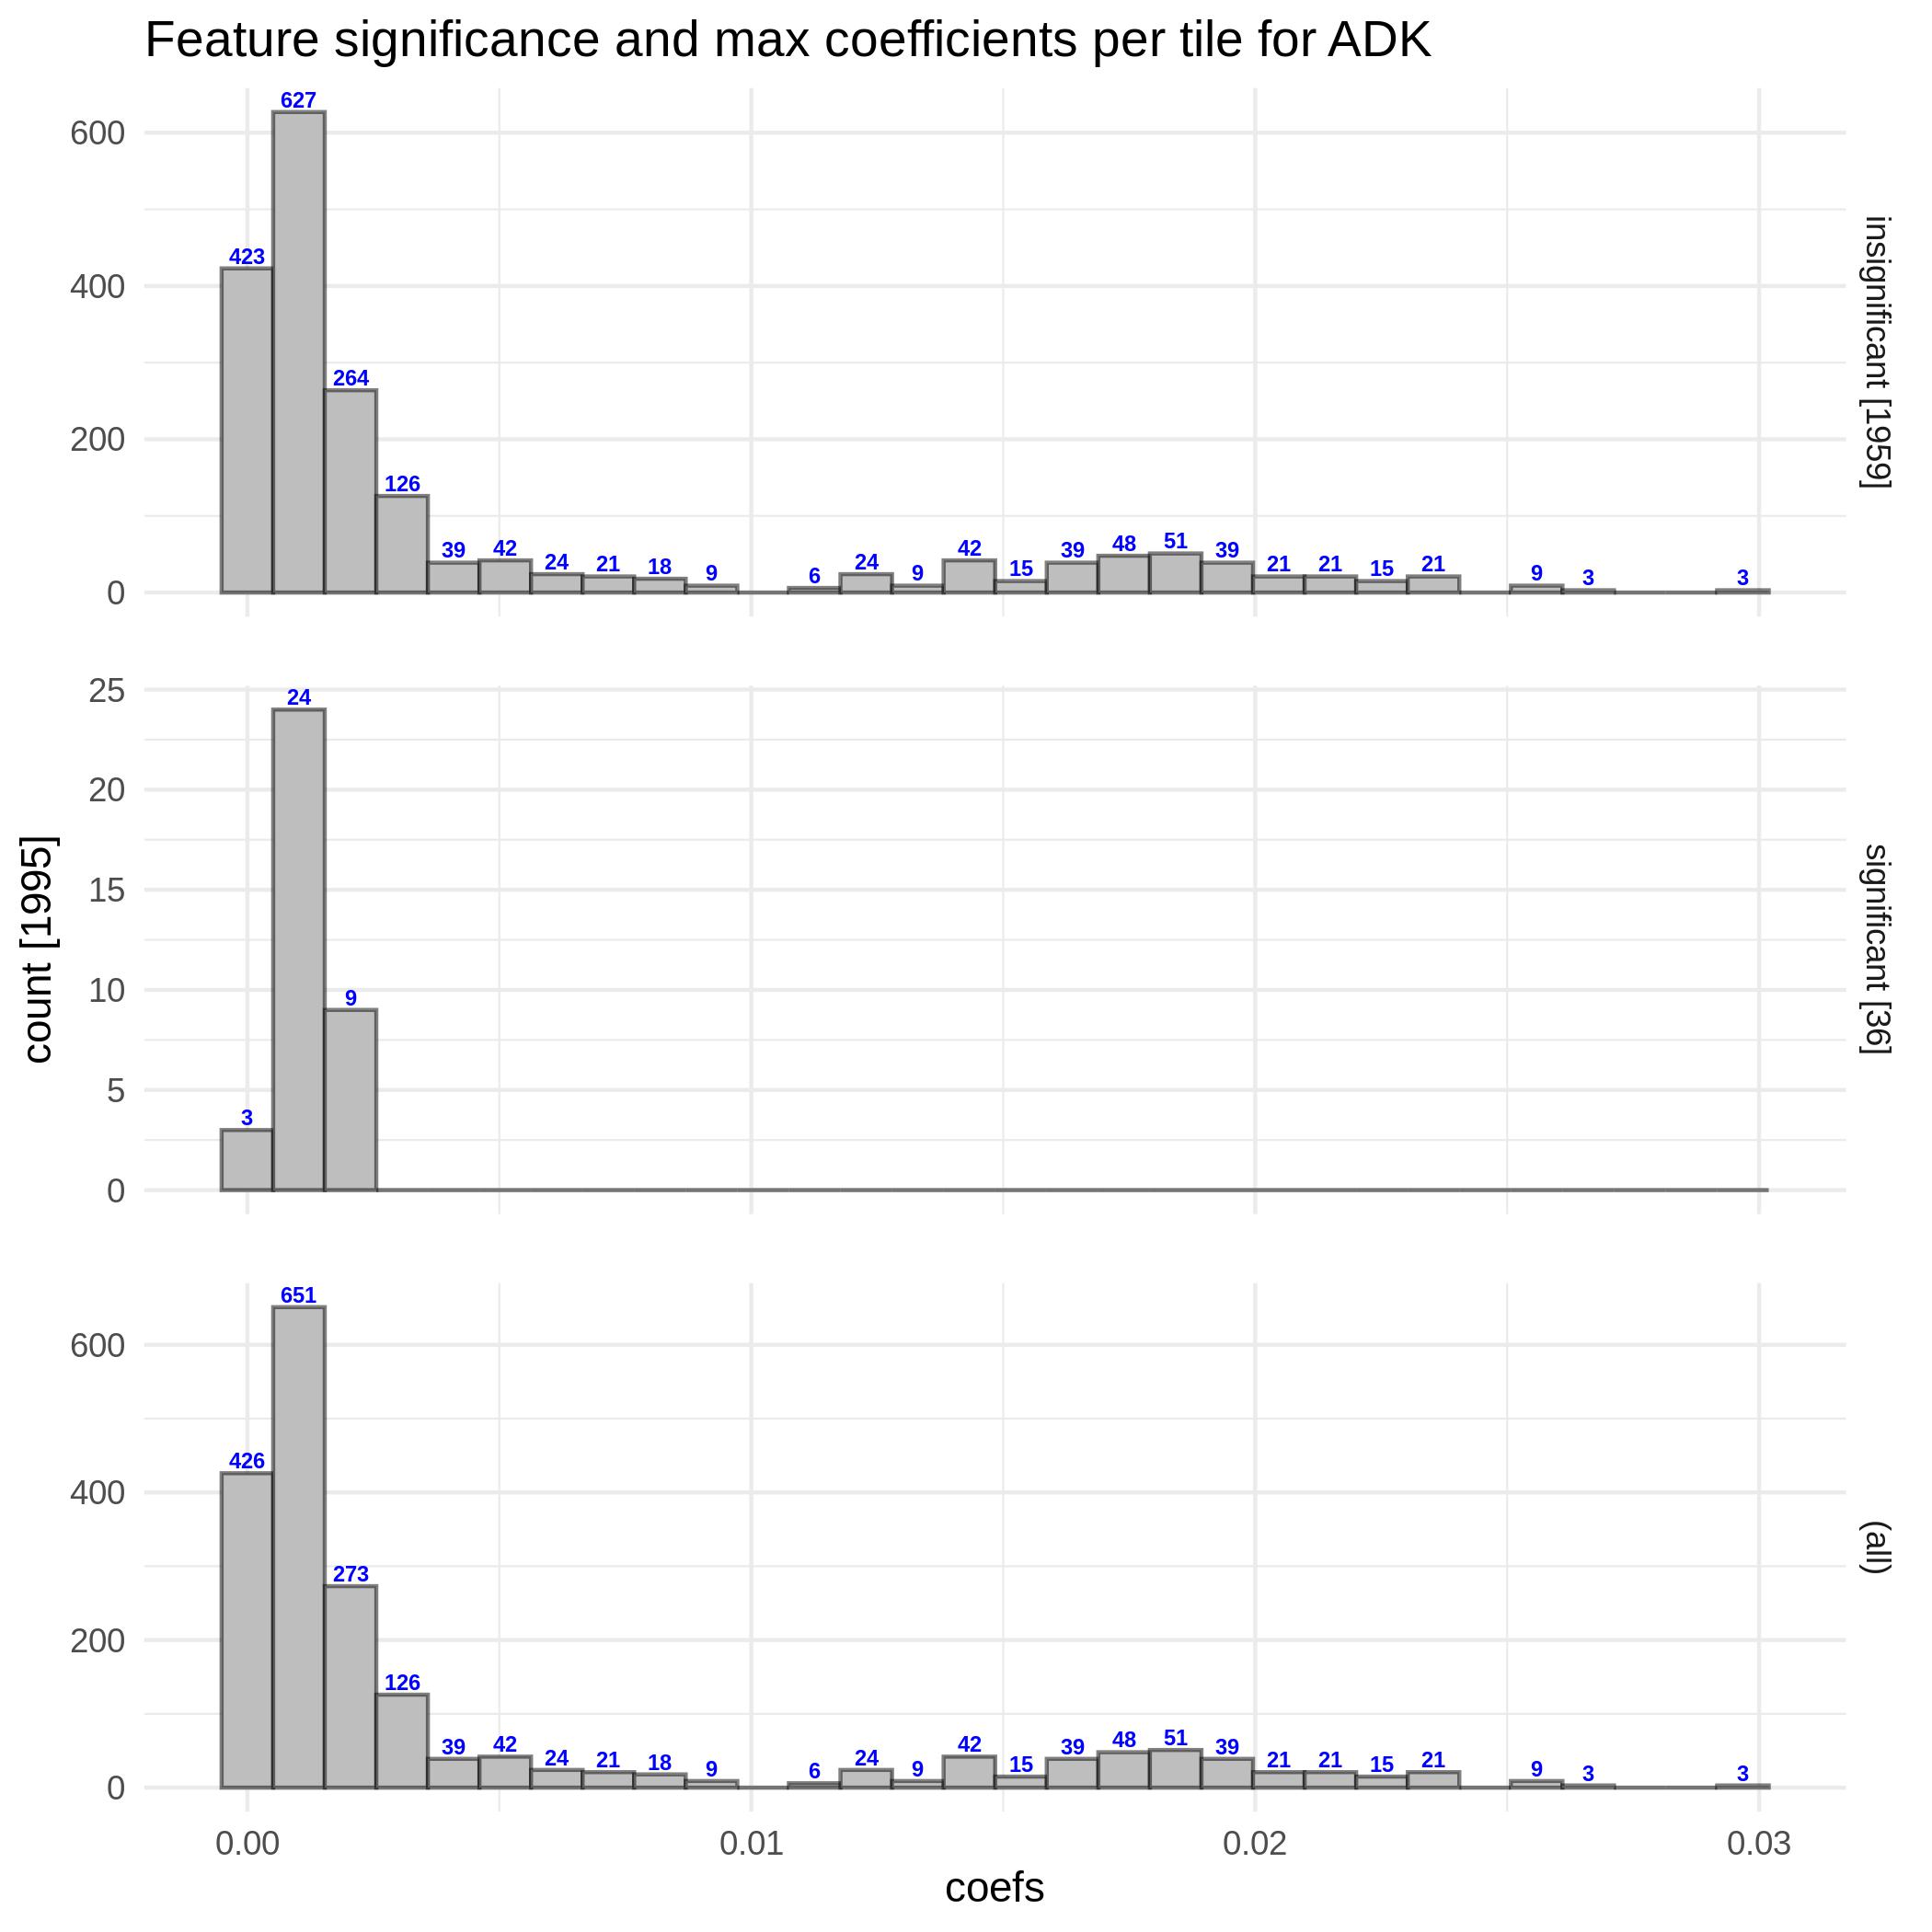 Feature significance and max coefficients per tile for ADK
627
600
423
400
264
200
126
39 42 24 21 18 9 6 24 9 42 15 39 48 51 39 21 21 15 21 9 3 3
0
insignificant [1959]
25
24
20
15
10
9
5
3
0
significant [36]
count [1995]
651
600
426
400
273
200
126
39 42 24 21 18 9 6 24 9 42 15 39 48 51 39 21 21 15 21 9 3 3
0
(all)
0.00 0.01 0.02 0.03
coefs